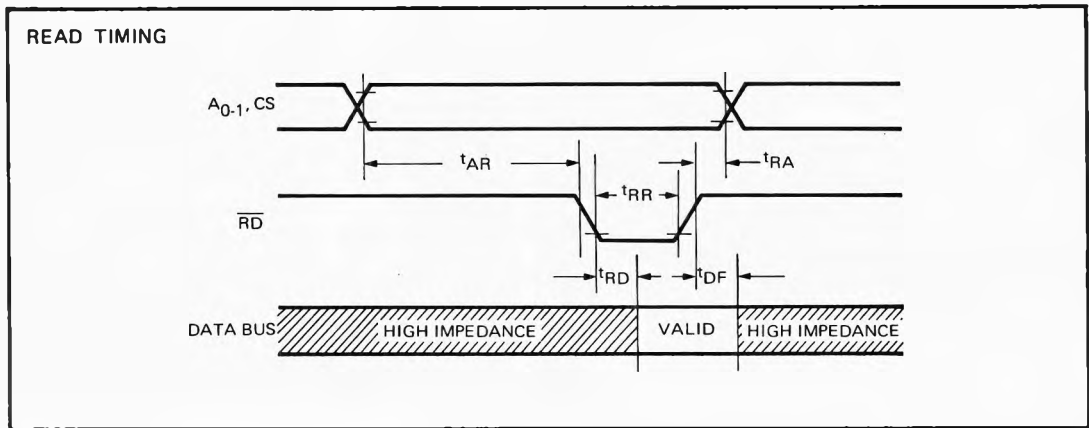 READ TIMING
A0-1, CS
tAR
tRA
tRR
RD
tRD
tDF
DATA BUS
HIGH IMPEDANCE
VALID
HIGH IMPEDANCE